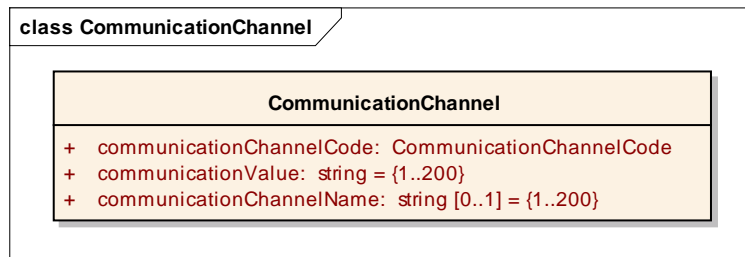 class CommunicationChannel
CommunicationChannel
+ communicationChannelCode: CommunicationChannelCode
+ communicationValue: string = {1..200}
+ communicationChannelName: string [0..1] = {1..200}